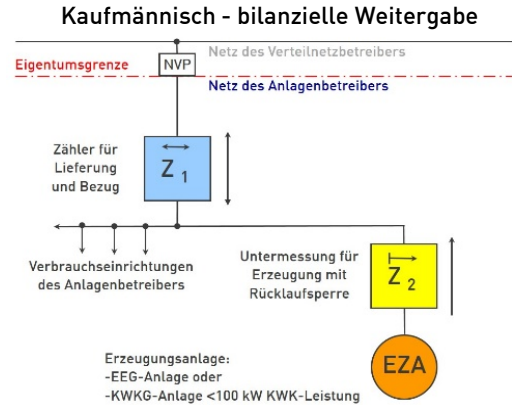 Kaufmännisch - bilanzielle Weitergabe
Netz des Verteilnetzbetreibers
Eigentumsgrenze
NVP
Netz des Anlagenbetreibers
Zähler für
Lieferung
und Bezug
Z 1
Verbrauchseinrichtungen
des Anlagenbetreibers
Untermessung für
Erzeugung mit
Rücklaufsperre
Z 2
EZA
Erzeugungsanlage:
-EEG-Anlage oder
-KWKG-Anlage <100 kW KWK-Leistung